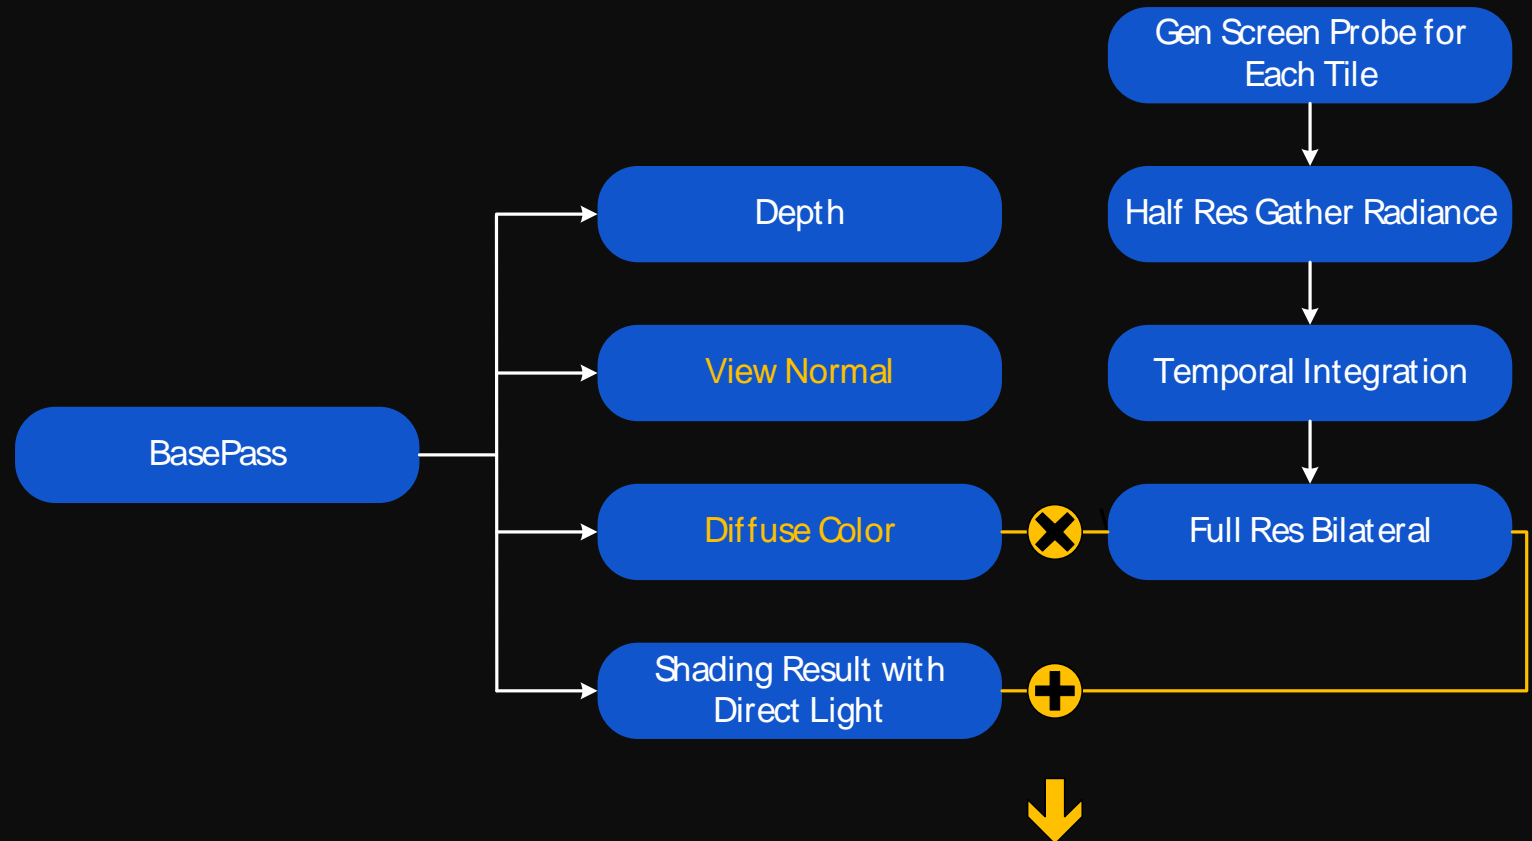 Gen Screen Probe for
Each Tile
Depth
Half Res Gather Radiance
View Normal
Temporal Integration
BasePass
Diffuse Color
Full Res Bilateral
Shading Result with
Direct Light